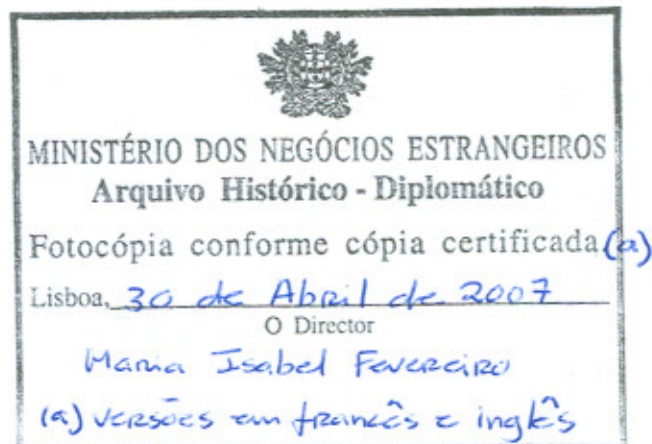 MINISTÉRIO DOS NEGÓCIOS ESTRANGEIROS
Arquivo Histórico - Diplomático
Fotocópia conforme cópia certificada (a)
Lisboa, 30 de Abril de 2007
O Director
Maria Isabel Fevereiro
(a) versões em francês e inglês